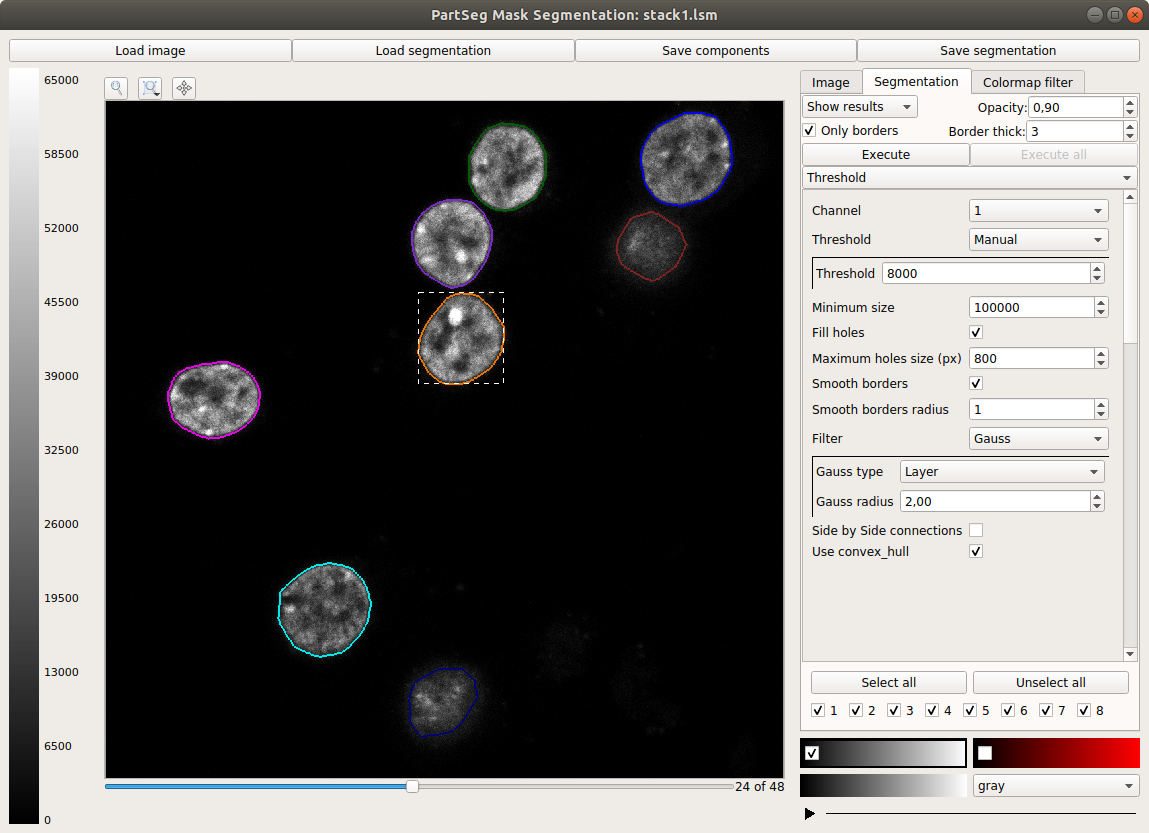 PartSeg Mask Segmentation: stack1.lsm
Load image
Load segmentation
Save components
Save segmentation
65000
58500
52000
45500
39000
32500
26000
19500
13000
6500
0
24 of 48
Image
Segmentation
Colormap filter
Show results
Opacity: 0,90
Only borders
Border thick: 3
Execute
Execute all
Threshold
Channel
1
Threshold
Manual
Threshold 8000
Minimum size
100000
Fill holes
Maximum holes size (px)
800
Smooth borders
Smooth borders radius
1
Filter
Gauss
Gauss type
Layer
Gauss radius
2,00
Side by Side connections
Use convex_hull
Select all
Unselect all
1 2 3 4 5 6 7 8
gray